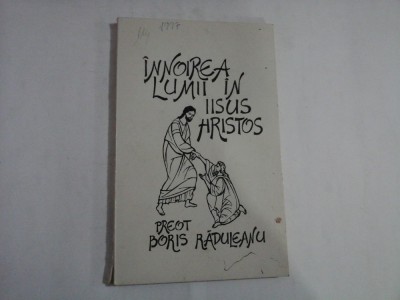 ÎNNOIREA
LUMII ÎN
IISUS
HRISTOS
PREOT
BORIS RĂDULEANU